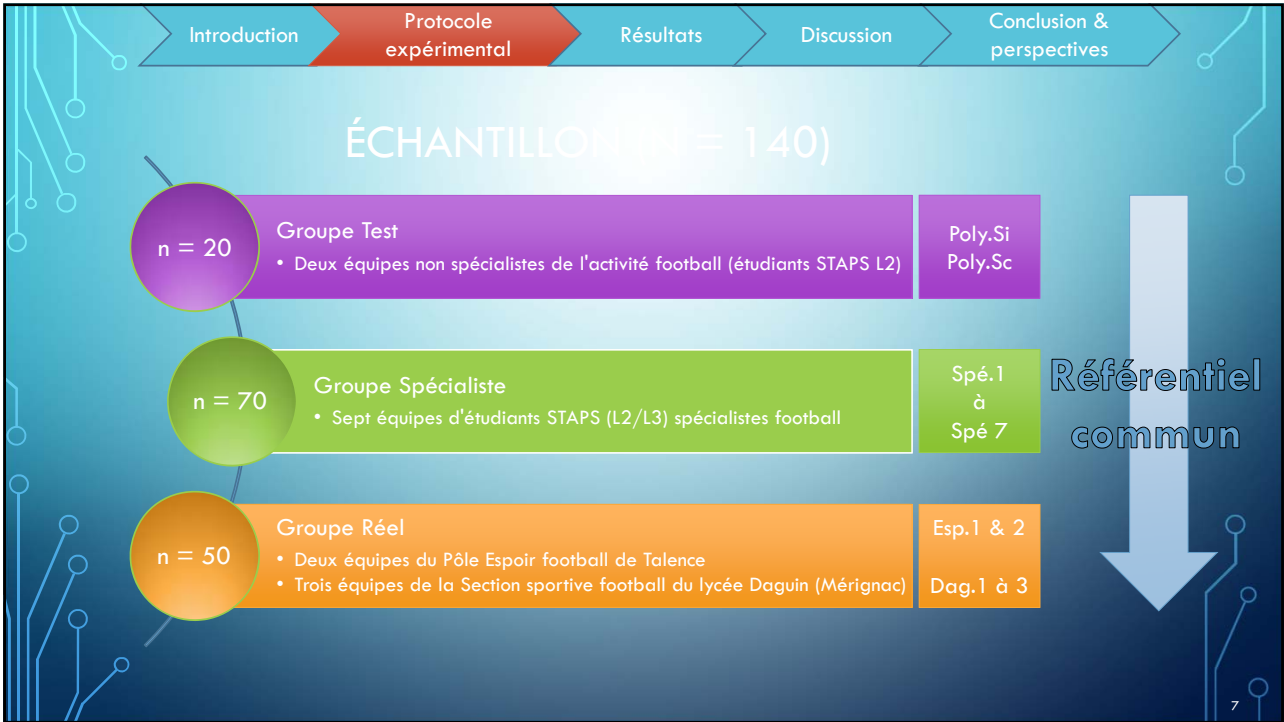 Introduction
Protocole
expérimental
Résultats
Discussion
Conclusion &
perspectives
ÉCHANTILLON (N = 140)
n = 20
Groupe Test
• Deux équipes non spécialistes de l'activité football (étudiants STAPS L2)
Poly.Si
Poly.Sc
n = 70
Groupe Spécialiste
• Sept équipes d'étudiants STAPS (L2/L3) spécialistes football
Spé.1
à
Spé 7
n = 50
Groupe Réel
• Deux équipes du Pôle Espoir football de Talence
• Trois équipes de la Section sportive football du lycée Daguin (Mérignac)
Esp.1 & 2
Dag.1 à 3
Référentiel
commun
7